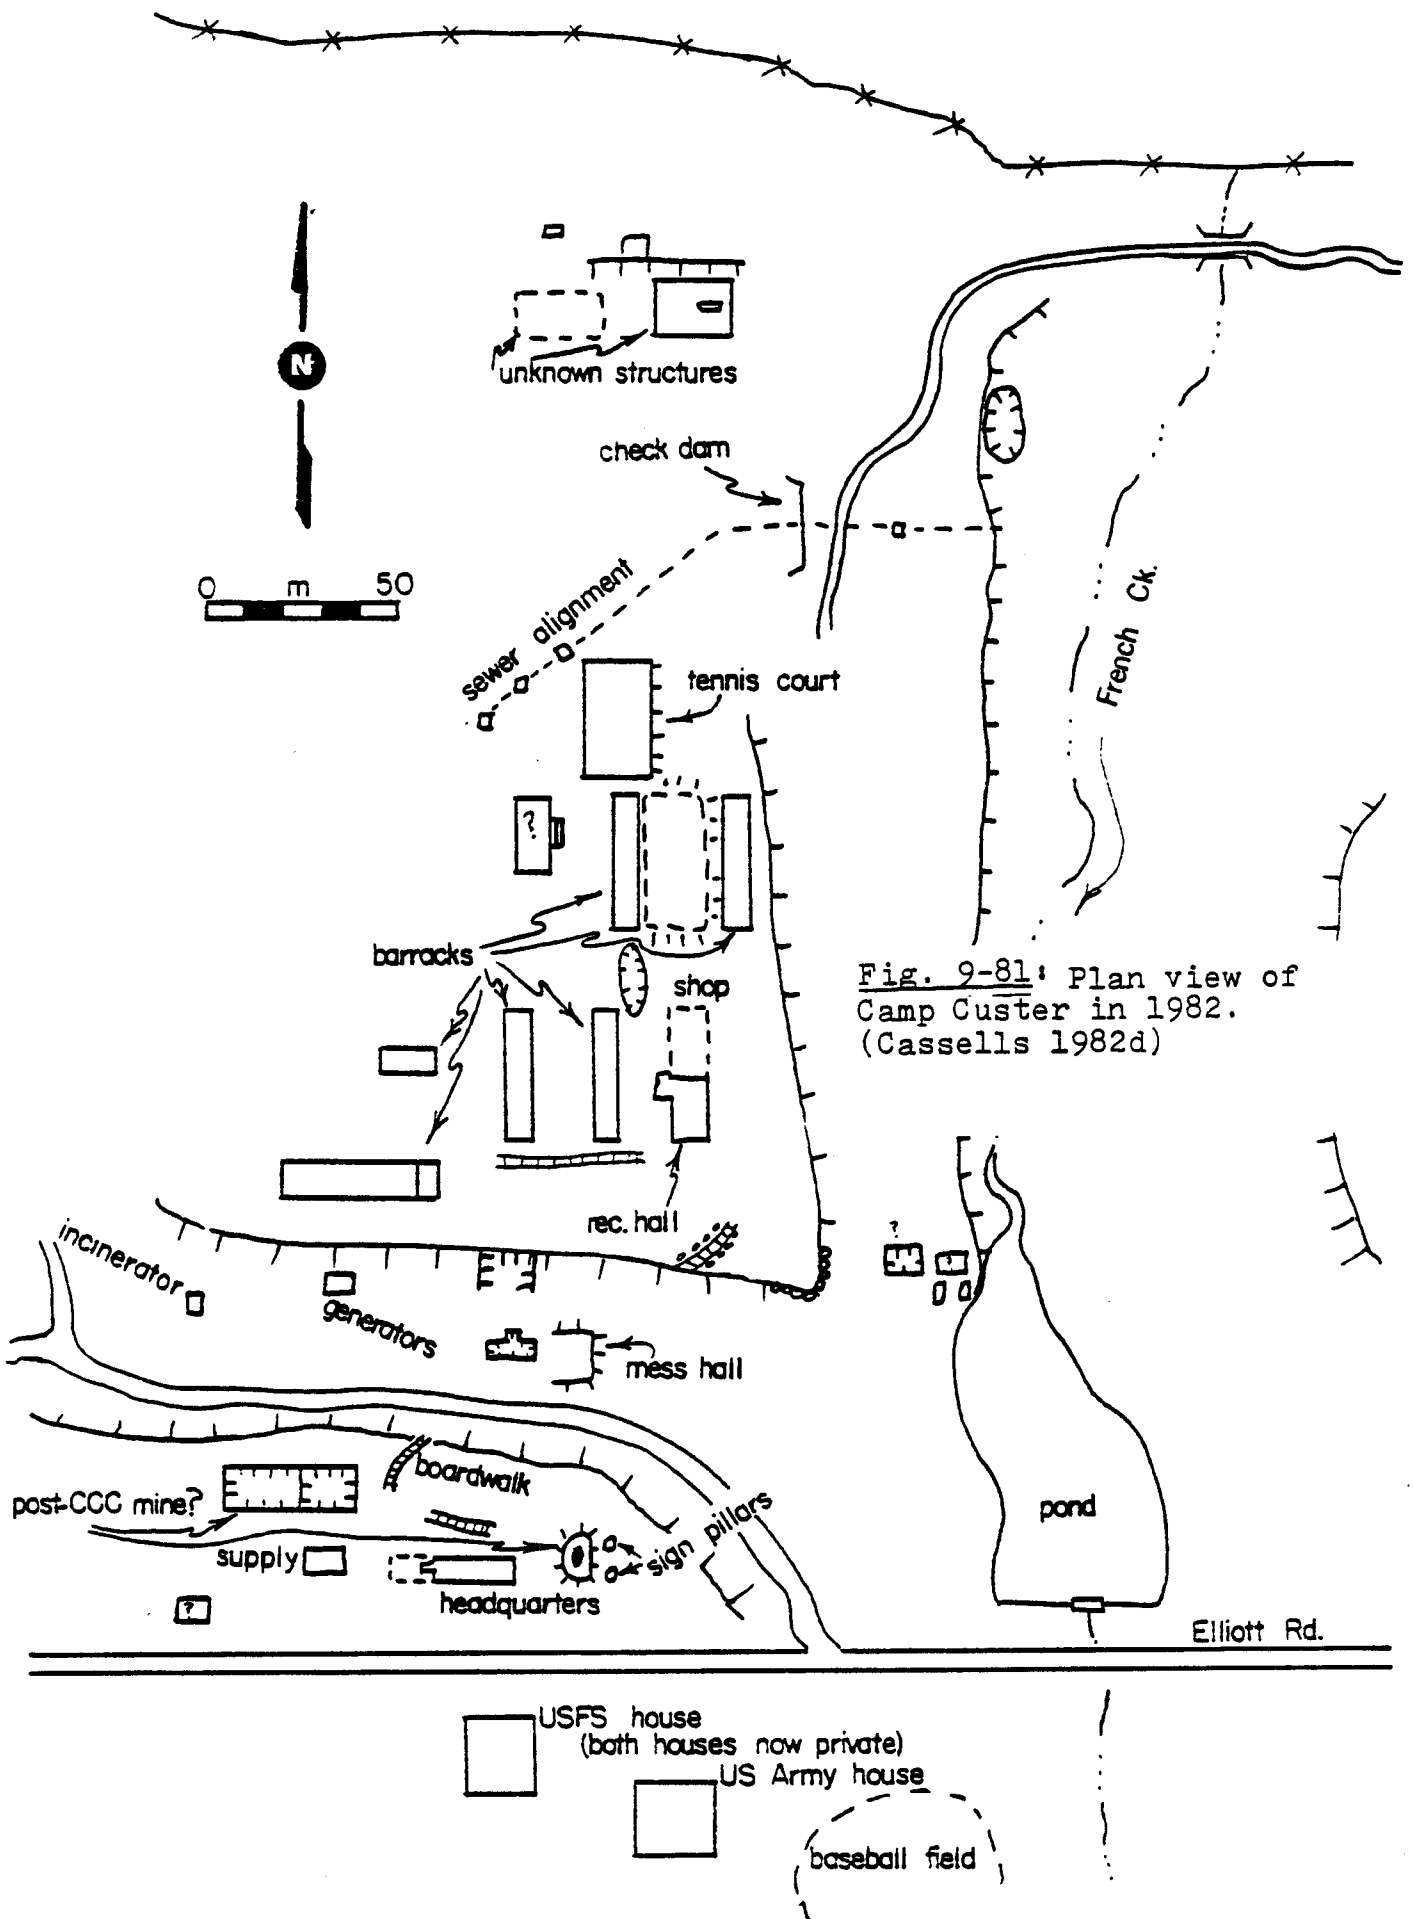 N
0 m 50
unknown structures
check dam
sewer alignment
French Ck.
tennis court
?
barracks
shop
Fig. 9-81: Plan view of
Camp Custer in 1982.
(Cassells 1982d)
rec. hall
?
?
incinerator
generators
mess hall
boardwalk
post-CCC mine?
sign pillars
pond
supply
headquarters
?
Elliott Rd.
USFS house
(both houses now private)
US Army house
baseball field